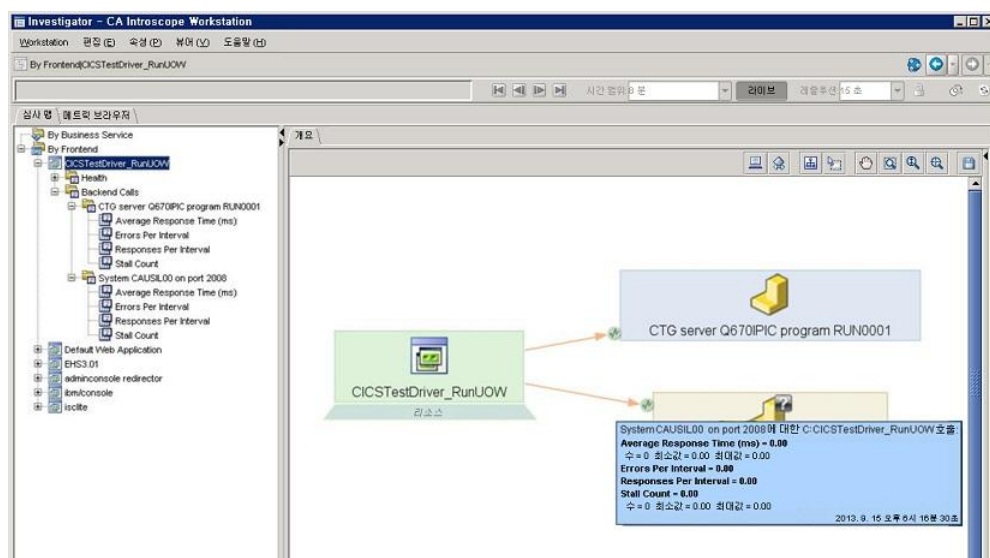 Investigator - CA Introscope Workstation
Workstation 편집(E) 속성(P) 뷰어(V) 도움말(H)
By Frontend|CICSTestDriver_RunUOW
시간 범위: 8 분 라이브 레졸루션: 15 초
심사 맵 메트릭 브라우저
개요
By Business Service
By Frontend
CICSTestDriver_RunUOW
Health
Backend Calls
CTG server Q670IPIC program RUN0001
Average Response Time (ms)
Errors Per Interval
Responses Per Interval
Stall Count
System CAUSIL00 on port 2008
Average Response Time (ms)
Errors Per Interval
Responses Per Interval
Stall Count
Default Web Application
EHS3.01
adminconsole redirector
ibm/console
isclite
CTG server Q670IPIC program RUN0001
CICSTestDriver_RunUOW
리소스
System CAUSIL00 on port 2008에 대한 C:CICSTestDriver_RunUOW 호출:
Average Response Time (ms) = 0.00
수 = 0 최소값 = 0.00 최대값 = 0.00
Errors Per Interval = 0.00
Responses Per Interval = 0.00
Stall Count = 0.00
수 = 0 최소값 = 0.00 최대값 = 0.00
2013. 9. 15 오후 6시 16분 30초